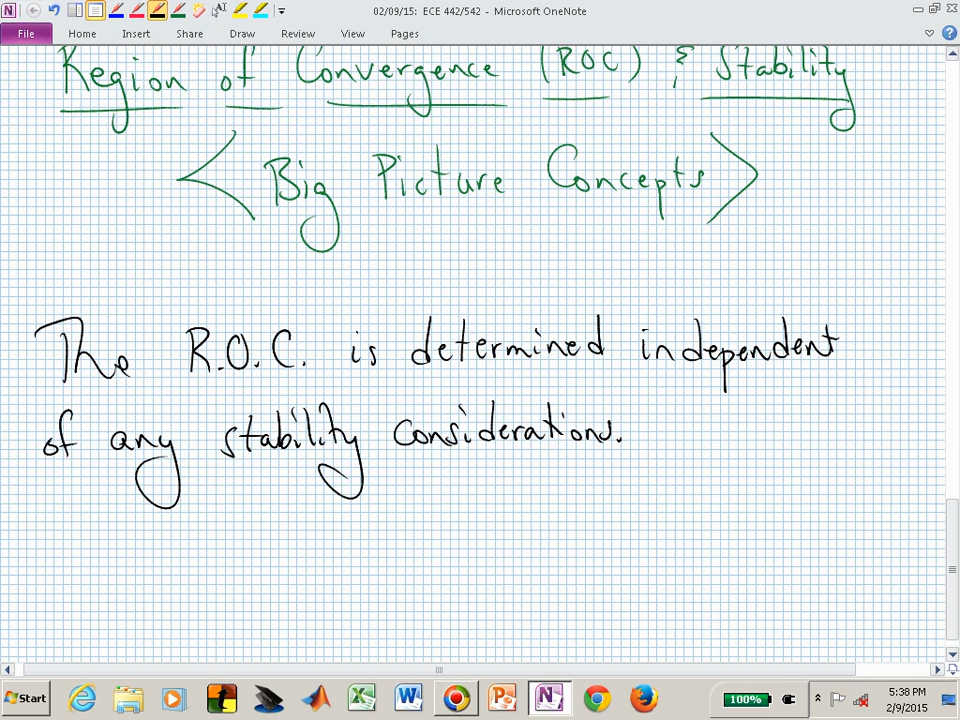 02/09/15: ECE 442/542 - Microsoft OneNote
File Home Insert Share Draw Review View Pages
Region of Convergence (ROC) & Stability
< Big Picture Concepts >
The R.O.C. is determined independent
of any stability considerations.
Start 100% 5:38 PM
2/9/2015